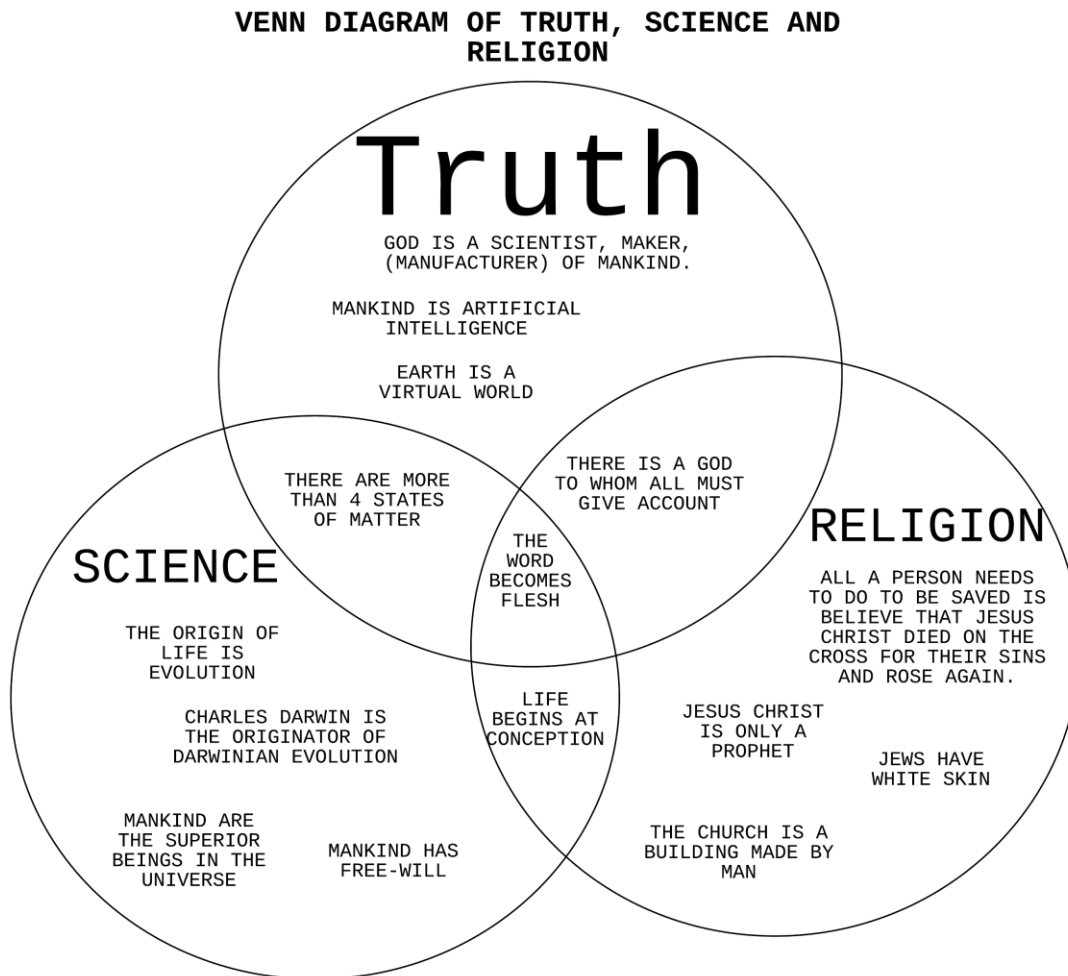 VENN DIAGRAM OF TRUTH, SCIENCE AND
RELIGION
Truth
GOD IS A SCIENTIST, MAKER,
(MANUFACTURER) OF MANKIND.
MANKIND IS ARTIFICIAL
INTELLIGENCE
EARTH IS A
VIRTUAL WORLD
THERE ARE MORE
THAN 4 STATES
OF MATTER
THERE IS A GOD
TO WHOM ALL MUST
GIVE ACCOUNT
THE
WORD
BECOMES
FLESH
SCIENCE
THE ORIGIN OF
LIFE IS
EVOLUTION
CHARLES DARWIN IS
THE ORIGINATOR OF
DARWINIAN EVOLUTION
MANKIND ARE
THE SUPERIOR
BEINGS IN THE
UNIVERSE
MANKIND HAS
FREE-WILL
LIFE
BEGINS AT
CONCEPTION
RELIGION
ALL A PERSON NEEDS
TO DO TO BE SAVED IS
BELIEVE THAT JESUS
CHRIST DIED ON THE
CROSS FOR THEIR SINS
AND ROSE AGAIN.
JESUS CHRIST
IS ONLY A
PROPHET
JEWS HAVE
WHITE SKIN
THE CHURCH IS A
BUILDING MADE BY
MAN